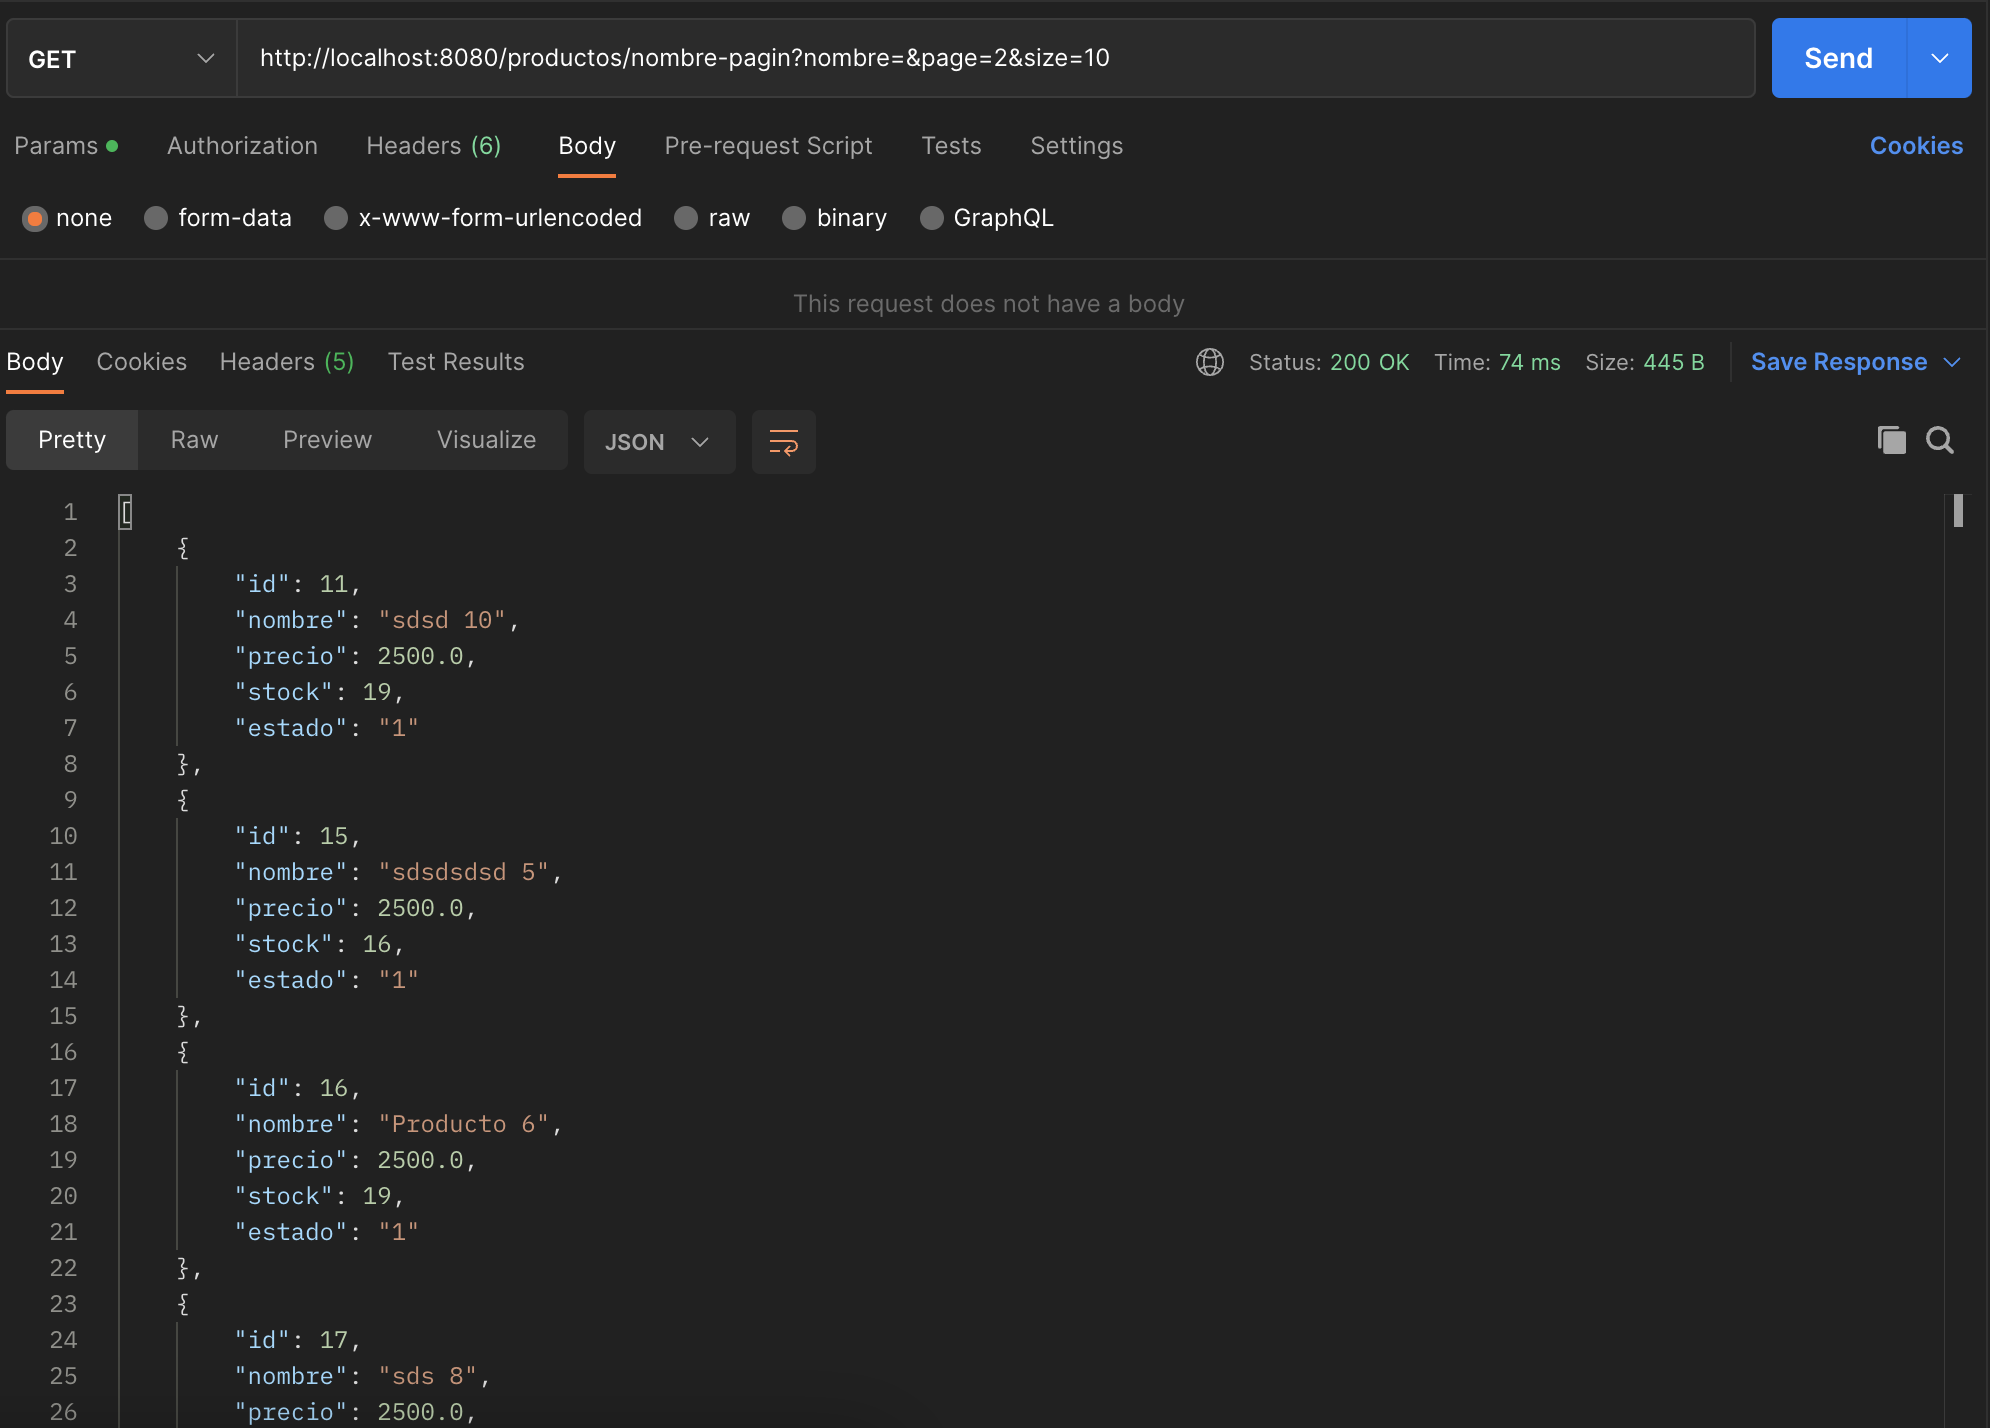 GET http://localhost:8080/productos/nombre-pagin?nombre=&page=2&size=10 Send
Params Authorization Headers (6) Body Pre-request Script Tests Settings Cookies
none form-data x-www-form-urlencoded raw binary GraphQL
This request does not have a body
Body Cookies Headers (5) Test Results Status: 200 OK Time: 74 ms Size: 445 B Save Response
Pretty Raw Preview Visualize JSON
1 [
2 {
3 "id": 11,
4 "nombre": "sdsd 10",
5 "precio": 2500.0,
6 "stock": 19,
7 "estado": "1"
8 },
9 {
10 "id": 15,
11 "nombre": "sdsdsdsd 5",
12 "precio": 2500.0,
13 "stock": 16,
14 "estado": "1"
15 },
16 {
17 "id": 16,
18 "nombre": "Producto 6",
19 "precio": 2500.0,
20 "stock": 19,
21 "estado": "1"
22 },
23 {
24 "id": 17,
25 "nombre": "sds 8",
26 "precio": 2500.0,